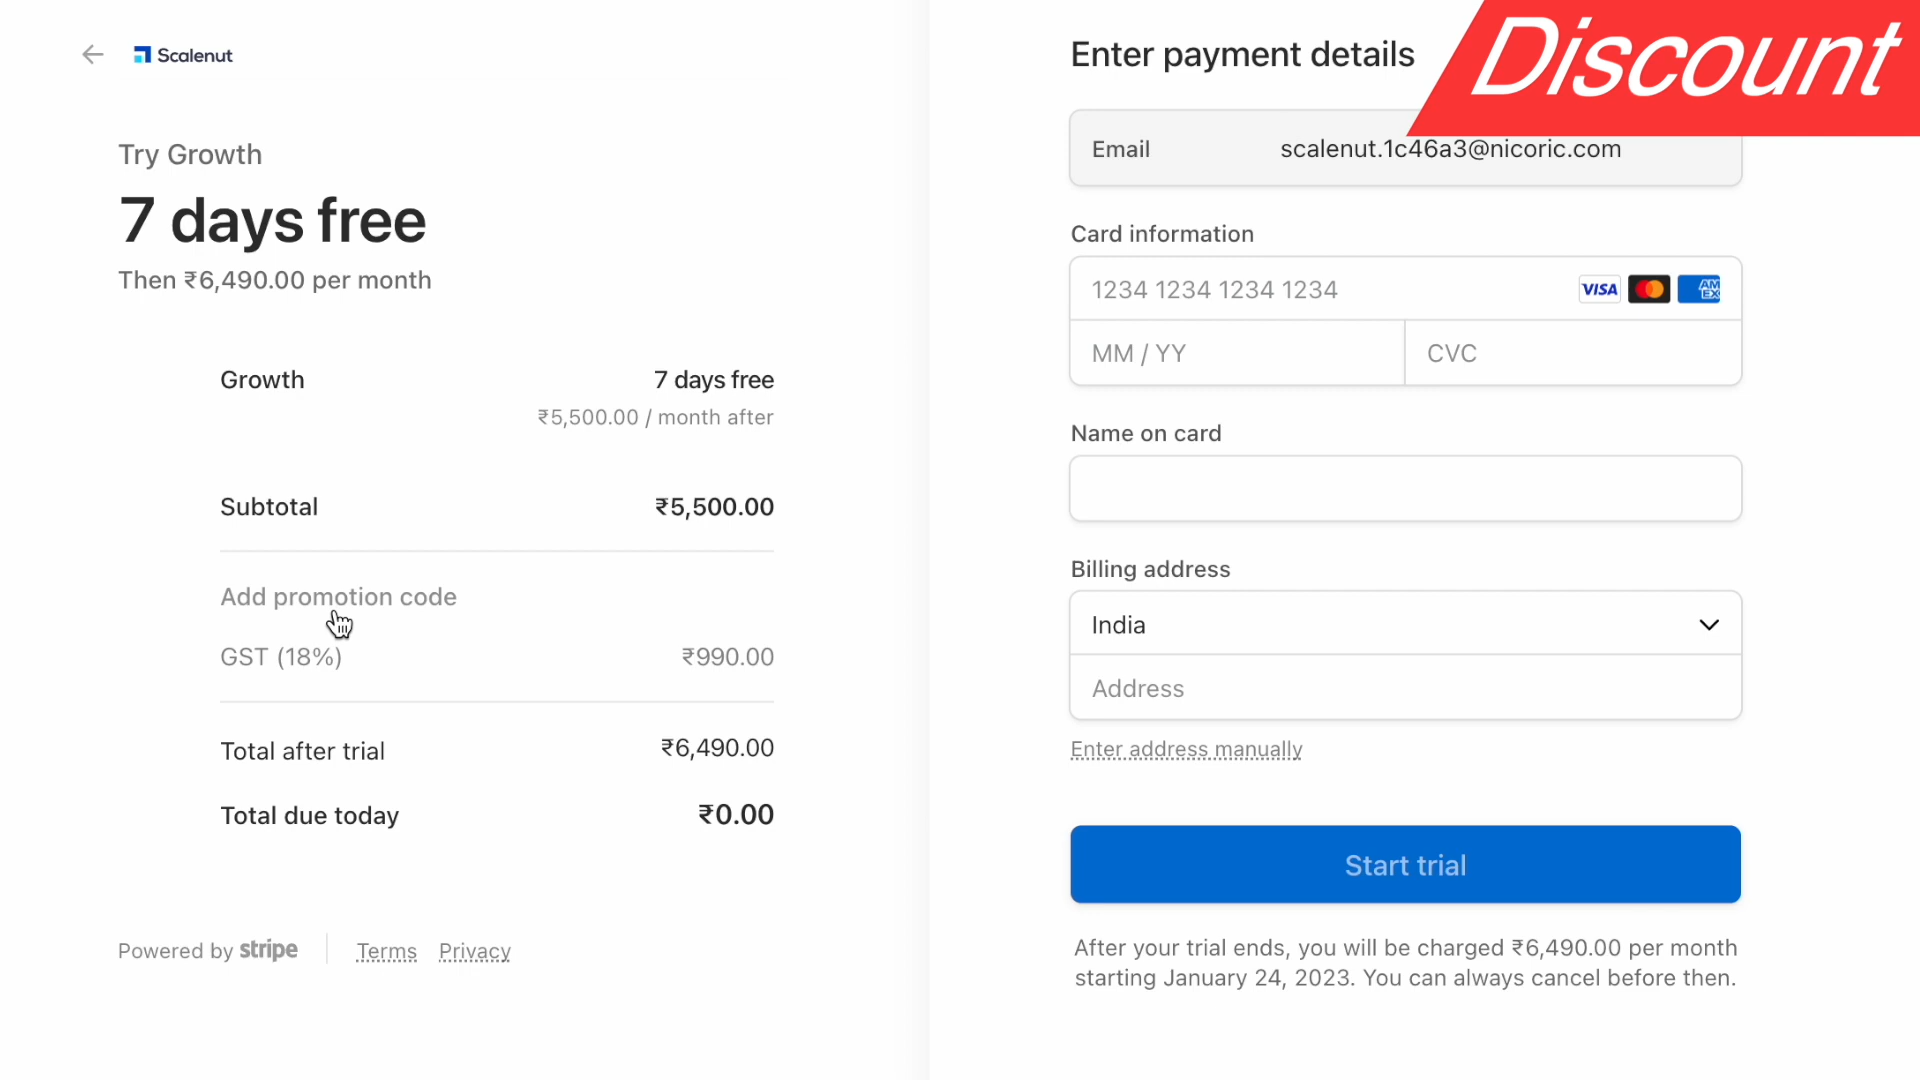 Scalenut
Try Growth
7 days free
Then ₹6,490.00 per month
Growth 7 days free
₹5,500.00 / month after
Subtotal ₹5,500.00
Add promotion code
GST (18%) ₹990.00
Total after trial ₹6,490.00
Total due today ₹0.00
Powered by stripe Terms Privacy
Discount
Enter payment details
Email scalenut.1c46a3@nicoric.com
Card information
1234 1234 1234 1234 VISA AMEX
MM / YY CVC
Name on card
Billing address
India
Address
Enter address manually
Start trial
After your trial ends, you will be charged ₹6,490.00 per month
starting January 24, 2023. You can always cancel before then.